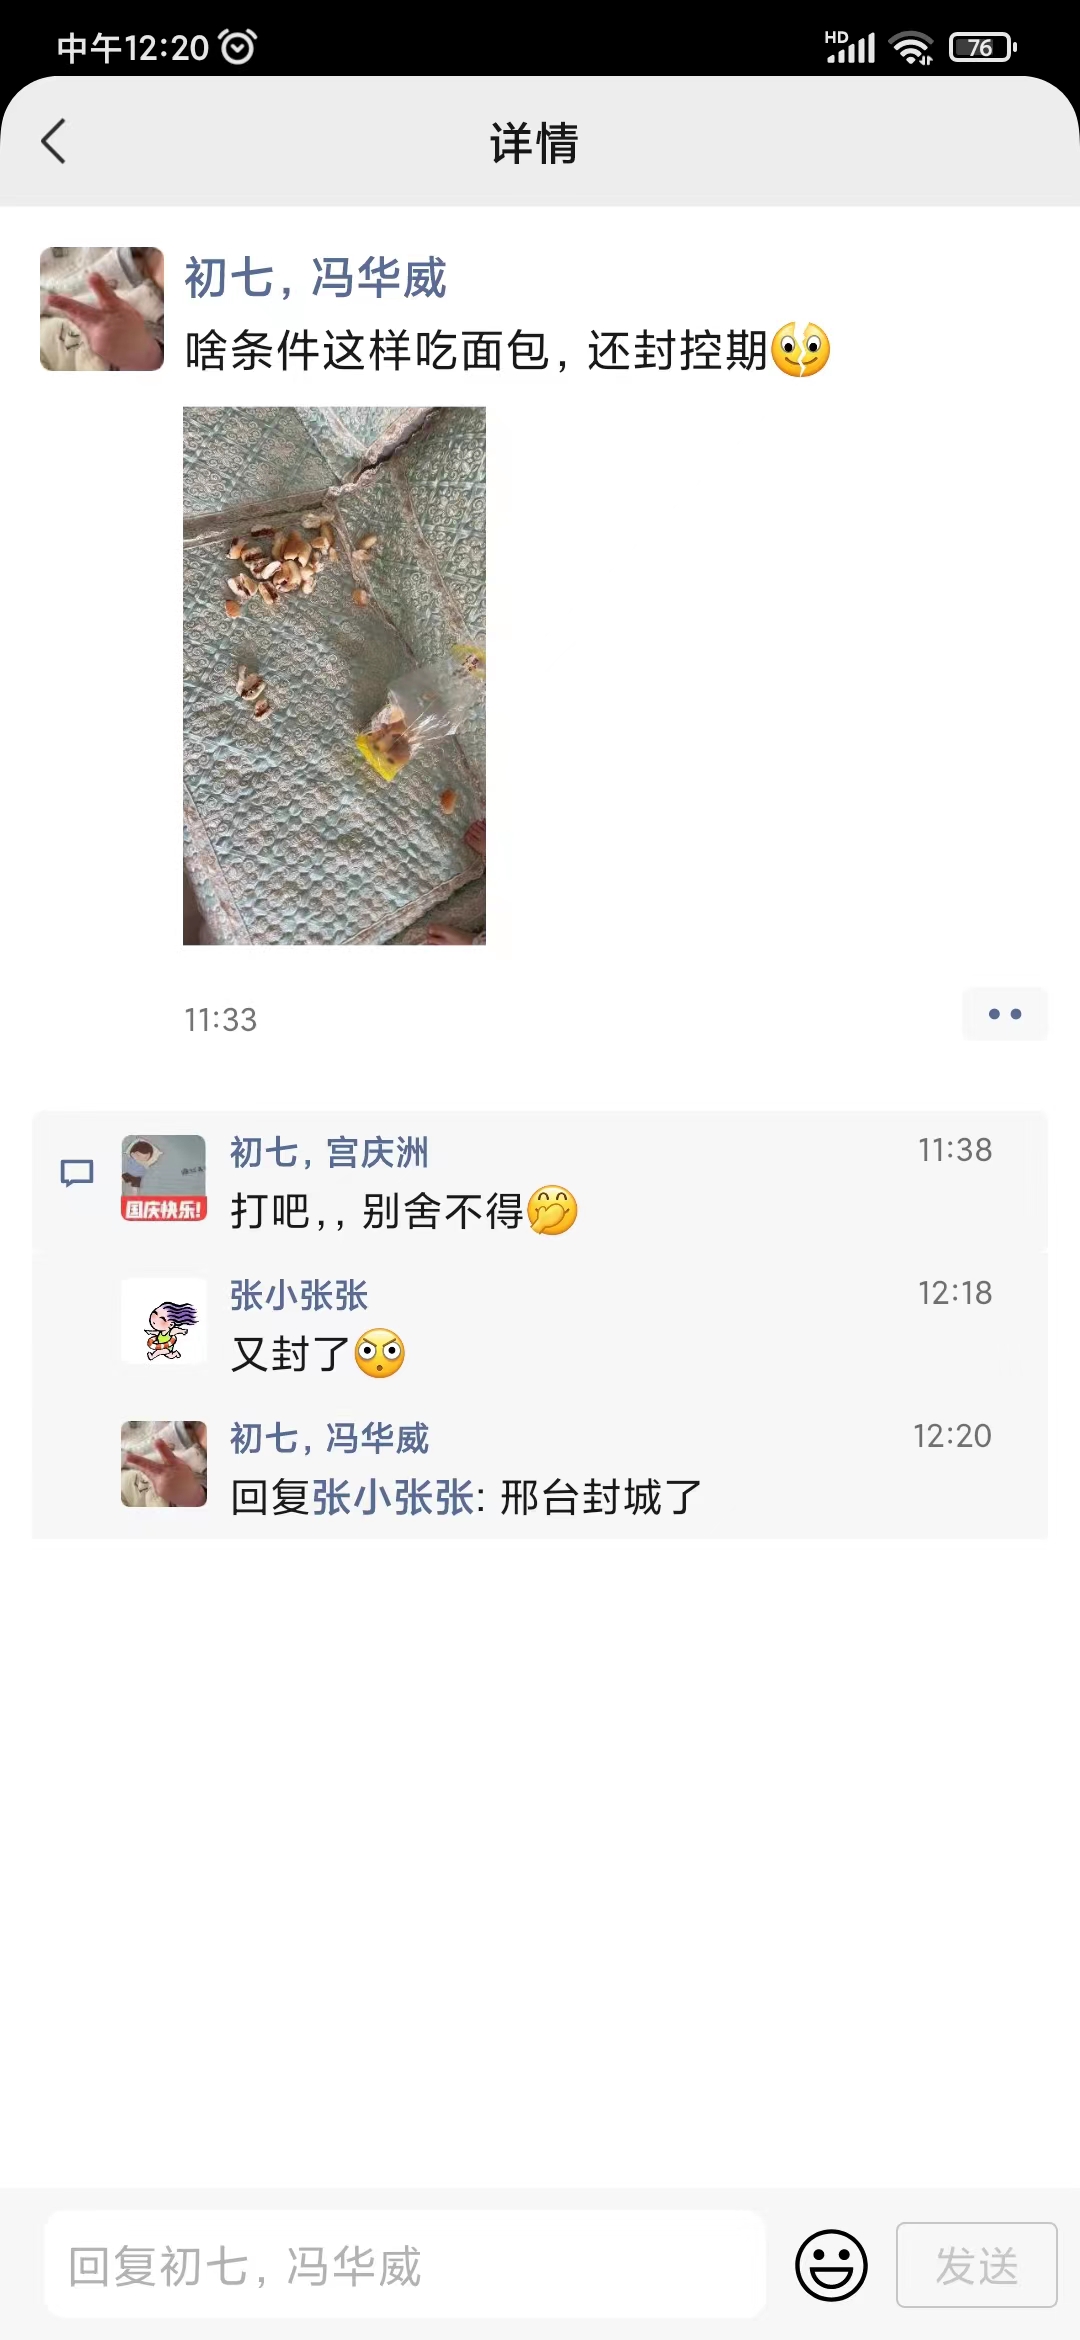 中午12:20
HD
76
详情
初七，冯华威
啥条件这样吃面包，还封控期
11:33
初七，宫庆洲
11:38
国庆快乐!
打吧，，别舍不得
张小张张
12:18
又封了
初七，冯华威
12:20
回复张小张张: 邢台封城了
回复初七，冯华威
发送